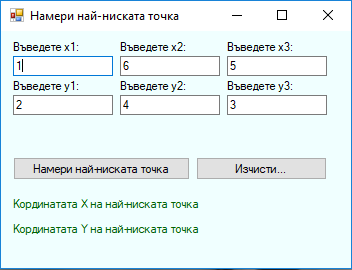 Намери най-ниската точка
Въведете x1: Въведете x2: Въведете x3:
1 6 5
Въведете y1: Въведете y2: Въведете y3:
2 4 3
Намери най-ниската точка Изчисти...
Кординатата X на най-ниската точка
Кординатата Y на най-ниската точка